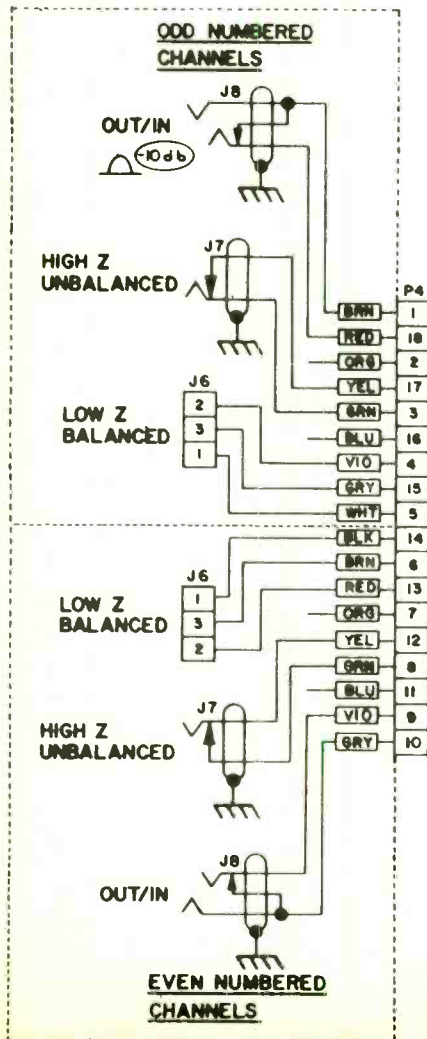 ODD NUMBERED
CHANNELS
J8
OUT/IN
-10db
J7
HIGH Z
UNBALANCED
P4
BRN 1
RED 18
ORG 2
J6
YEL 17
2
GRN 3
LOW Z
BALANCED
3
BLU 16
1
VIO 4
GRY 15
WHT 5
BLK 14
J6
BRN 6
1
RED 13
LOW Z
BALANCED
3
ORG 7
2
YEL 12
GRN 8
J7
BLU 11
HIGH Z
UNBALANCED
VIO 9
GRY 10
J8
OUT/IN
EVEN NUMBERED
CHANNELS